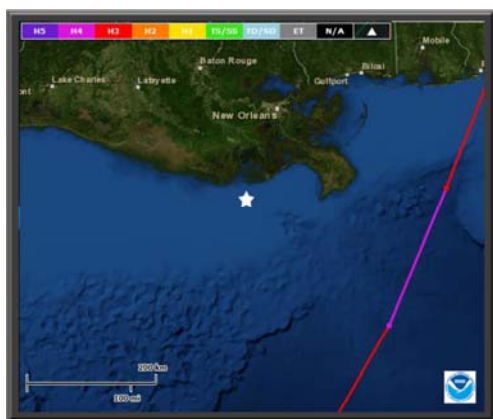 H5 H4 H3 H2 H1 TS/SS TD/SD ET N/A
Mobile
Baton Rouge
Lake Charles
Lafayette
Biloxi
Gulfport
New Orleans
200 km
100 mi